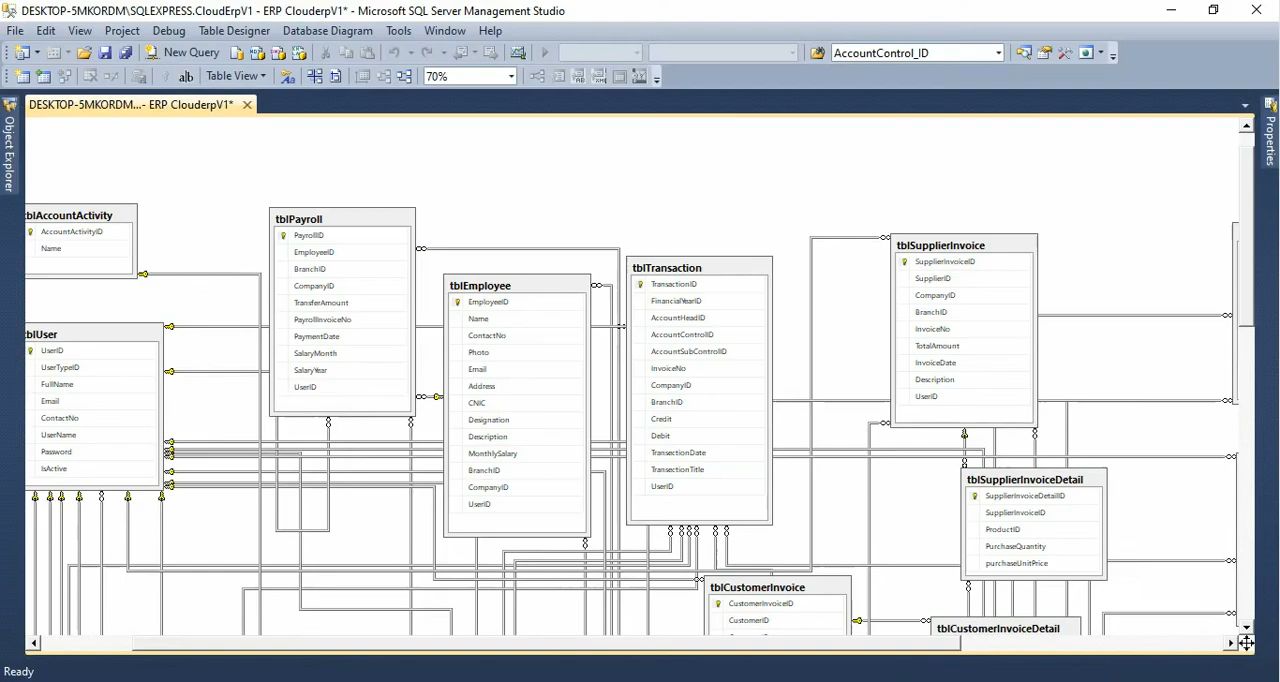 DESKTOP-5MKORDM\SQLEXPRESS.CloudErpV1 - ERP ClouderpV1* - Microsoft SQL Server Management Studio
File Edit View Project Debug Table Designer Database Diagram Tools Window Help
New Query
AccountControl_ID
ab
Table View
70%
DESKTOP-5MKORDM...- ERP ClouderpV1*
Object Explorer
Properties
tblAccountActivity
AccountActivityID
Name
tblUser
UserID
UserTypeID
FullName
Email
ContactNo
UserName
Password
IsActive
tblPayroll
PayrollID
EmployeeID
BranchID
CompanyID
TransferAmount
PayrollInvoiceNo
PaymentDate
SalaryMonth
SalaryYear
UserID
tblEmployee
EmployeeID
Name
ContactNo
Photo
Email
Address
CNIC
Designation
Description
MonthlySalary
BranchID
CompanyID
UserID
tblTransaction
TransactionID
FinancialYearID
AccountHeadID
AccountControlID
AccountSubControlID
InvoiceNo
CompanyID
BranchID
Credit
Debit
TransectionDate
TransectionTitle
UserID
tblSupplierInvoice
SupplierInvoiceID
SupplierID
CompanyID
BranchID
InvoiceNo
TotalAmount
InvoiceDate
Description
UserID
tblSupplierInvoiceDetail
SupplierInvoiceDetailID
SupplierInvoiceID
ProductID
PurchaseQuantity
purchaseUnitPrice
tblCustomerInvoice
CustomerInvoiceID
CustomerID
tblCustomerInvoiceDetail
Ready